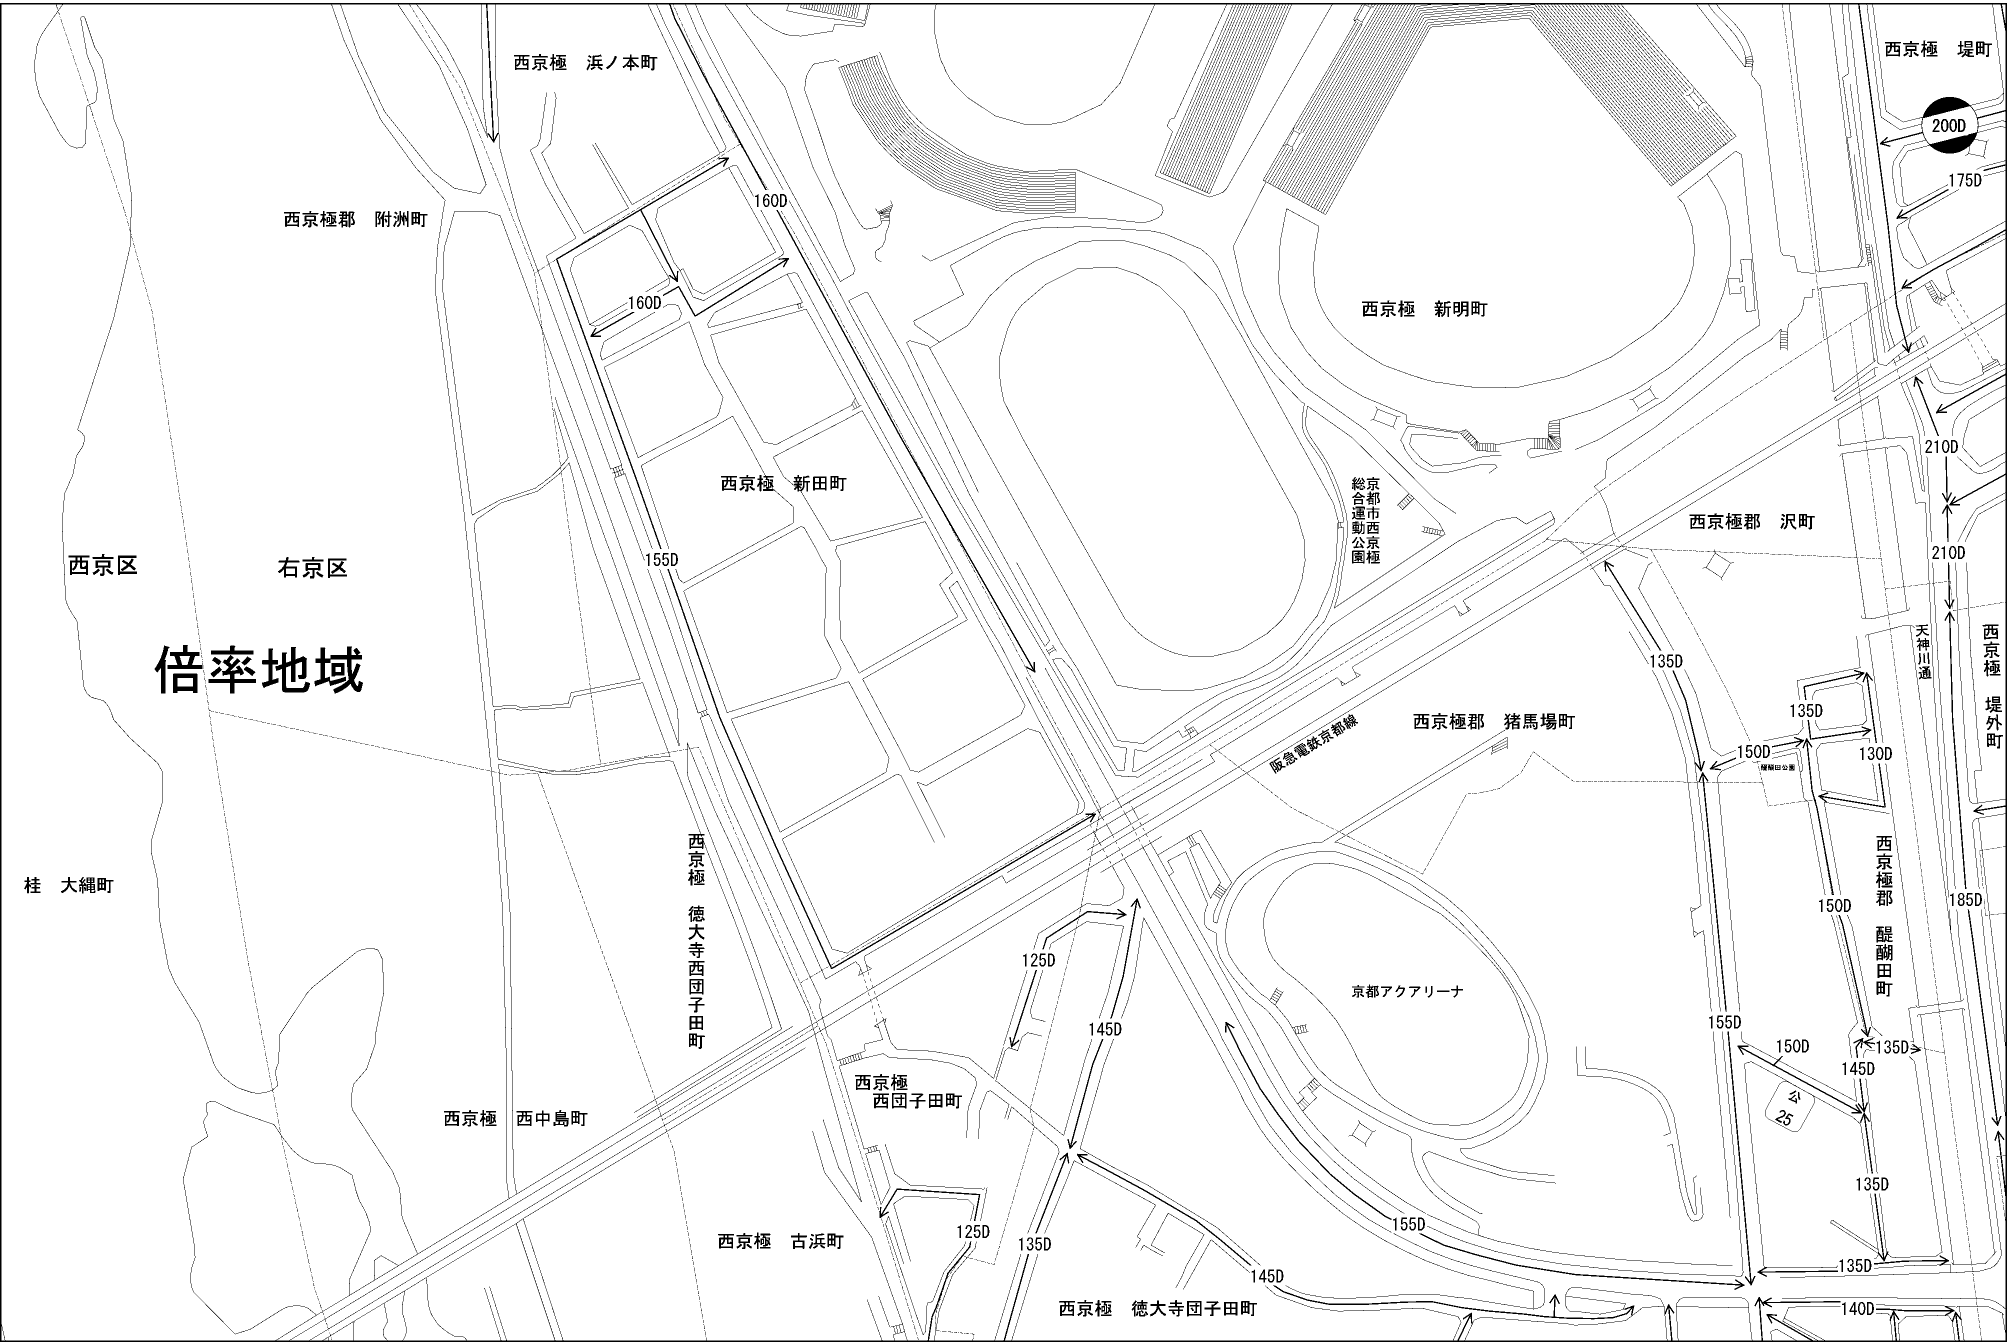 西京極　浜ノ本町
西京極　堤町
200D
175D
160D
西京極郡　附洲町
160D
西京極　新明町
210D
西京極　新田町
京都市西京極
総合運動公園
西京極郡　沢町
155D
210D
西京区
右京区
倍率地域
天神川通
西京極　堤外町
135D
135D
西京極郡　猪馬場町
阪急電鉄京都線
150D
130D
醍醐田公園
西京極　徳大寺西団子田町
西京極郡　醍醐田町
桂　大縄町
185D
150D
125D
京都アクアリーナ
145D
155D
150D
135D
145D
西京極
西団子田町
公
25
西京極　西中島町
135D
155D
125D
135D
西京極　古浜町
145D
135D
西京極　徳大寺団子田町
140D